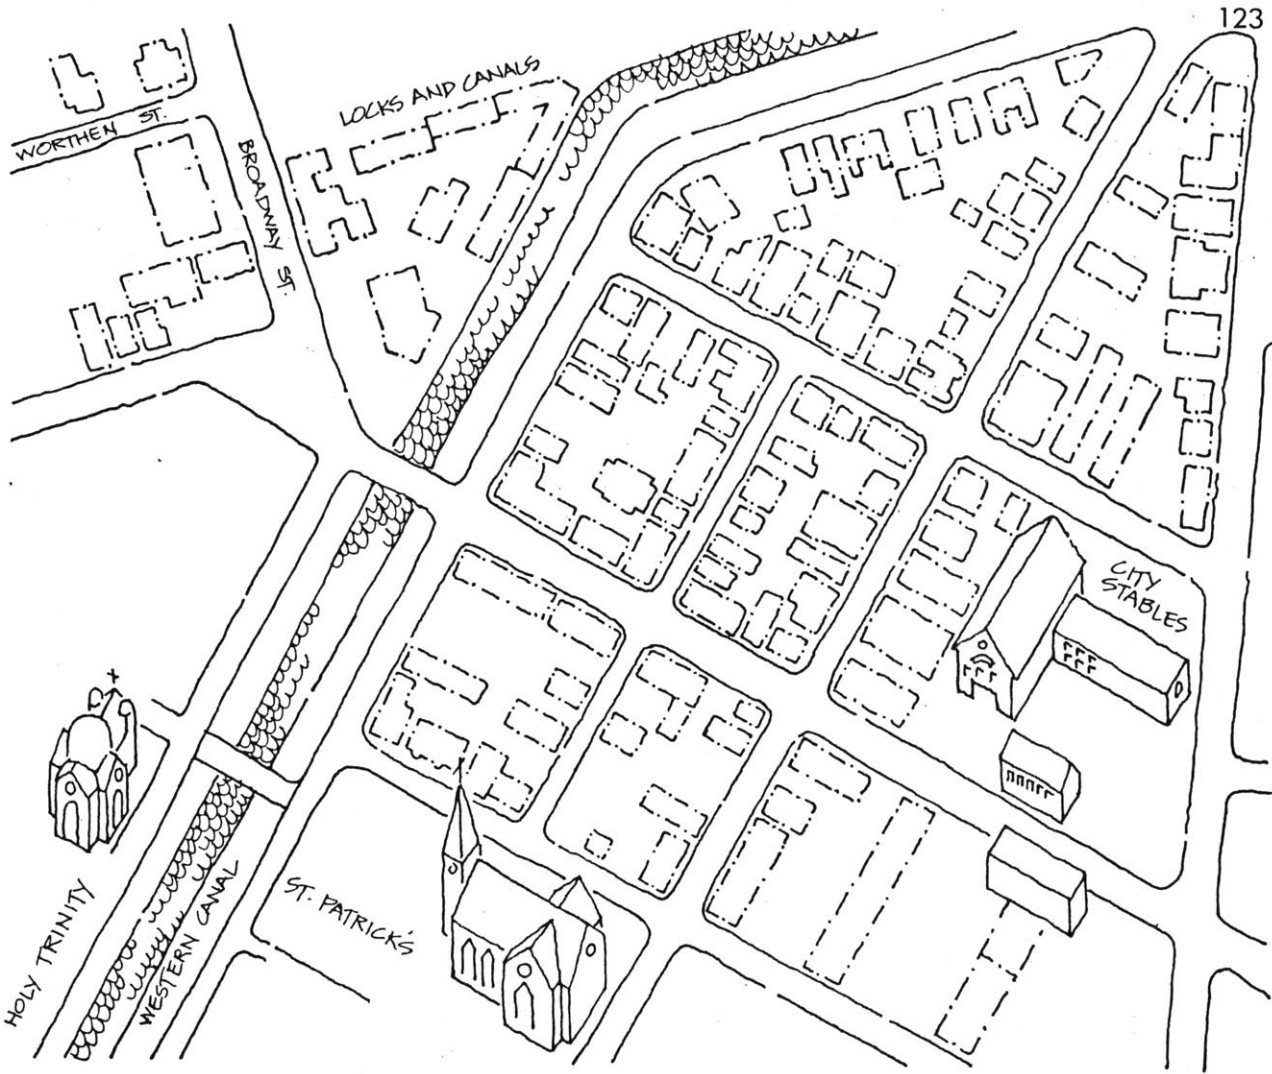 123
LOCKS AND CANALS
WORTHEN ST.
BROADWAY ST.
CITY
STABLES
HOLY TRINITY
WESTERN CANAL
ST. PATRICK'S